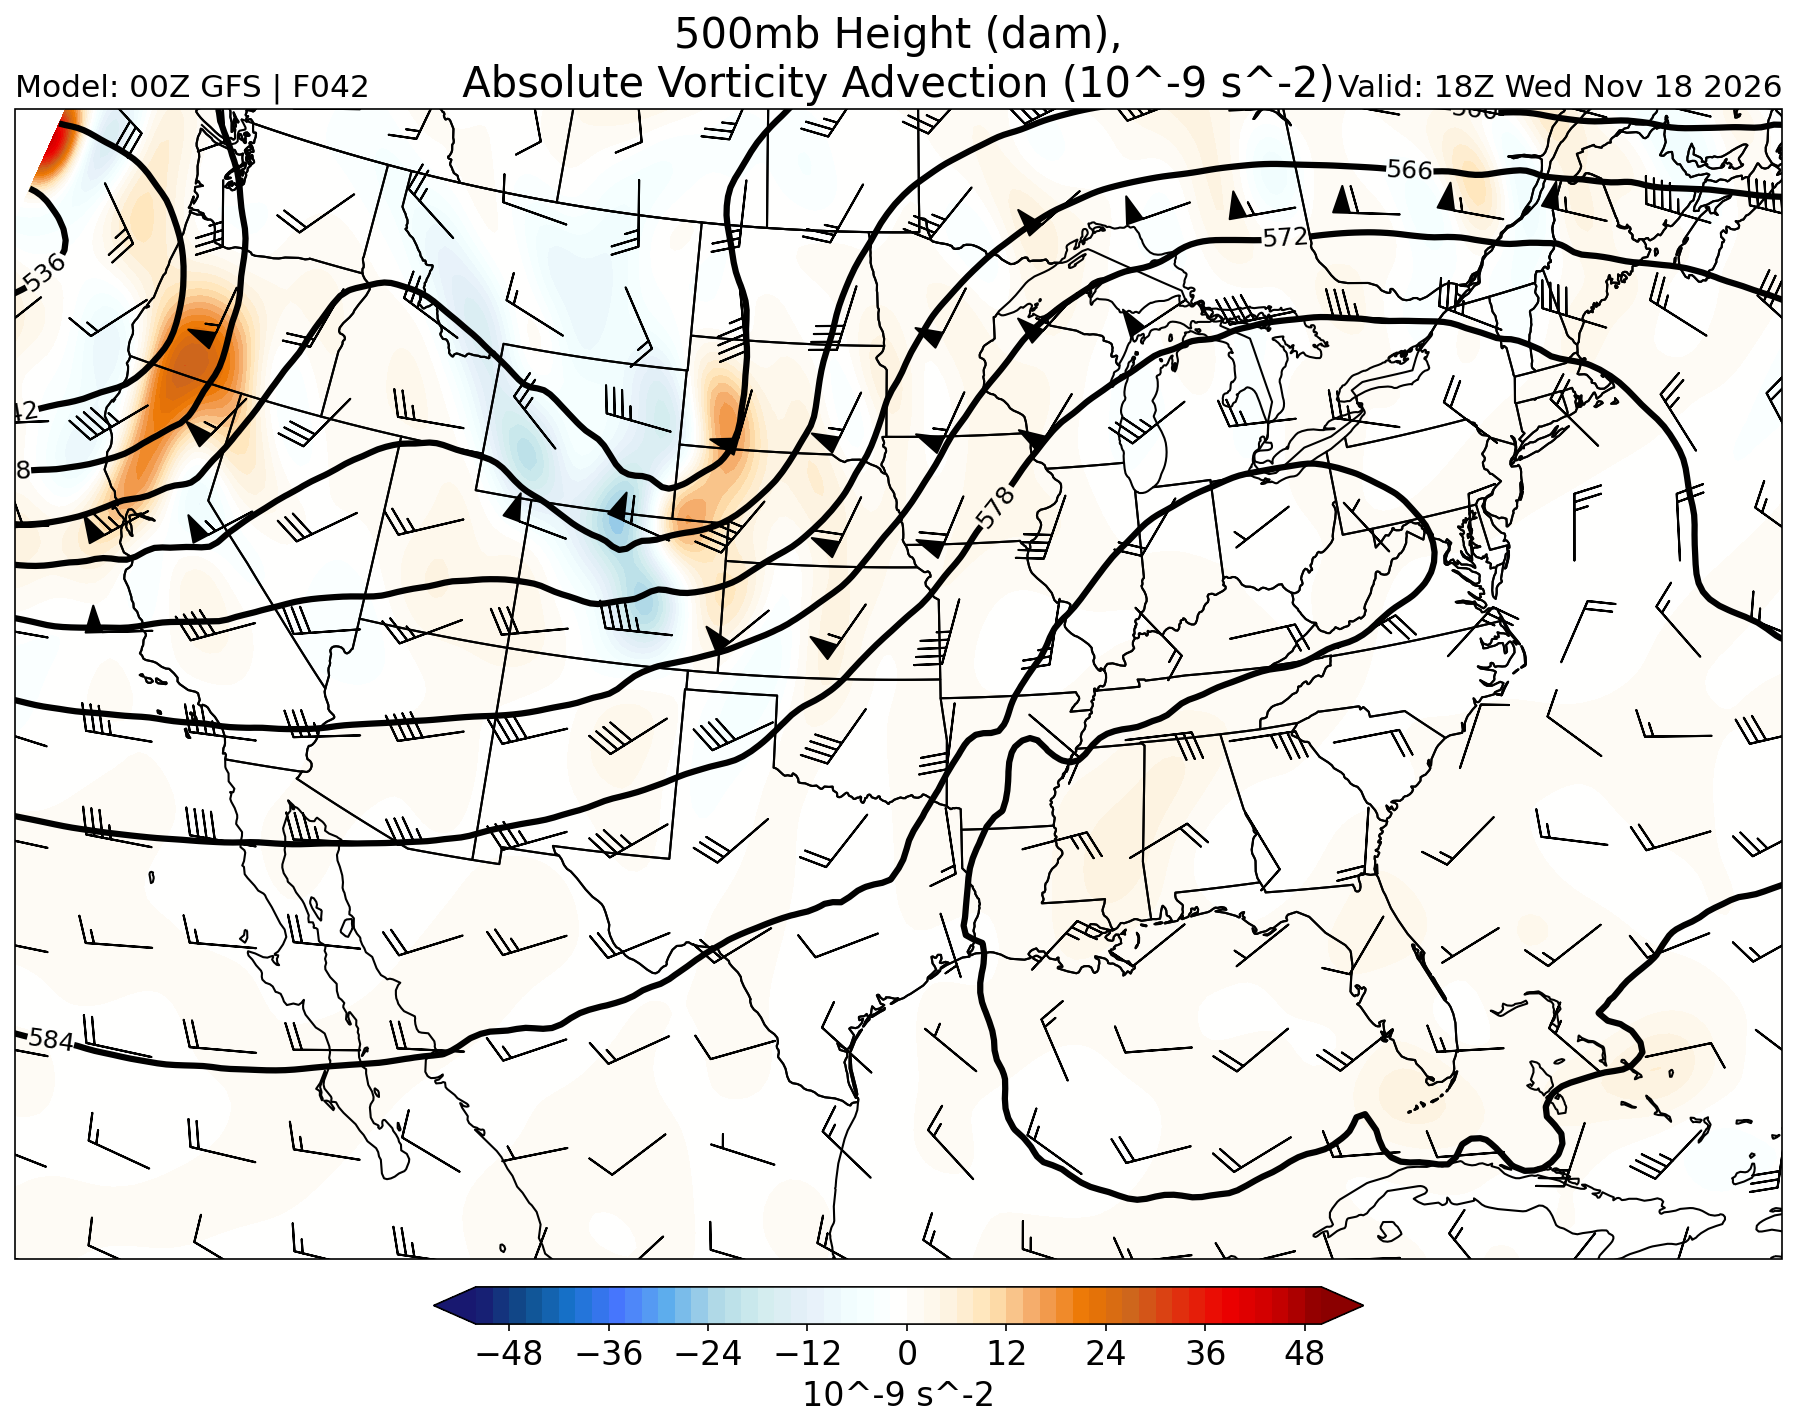 500mb Height (dam),
Model: 00Z GFS | F042
Absolute Vorticity Advection (10^-9 s^-2)
Valid: 18Z Wed Nov 18 2026
566
572
536
578
584
−48 −36 −24 −12 0 12 24 36 48
10^-9 s^-2